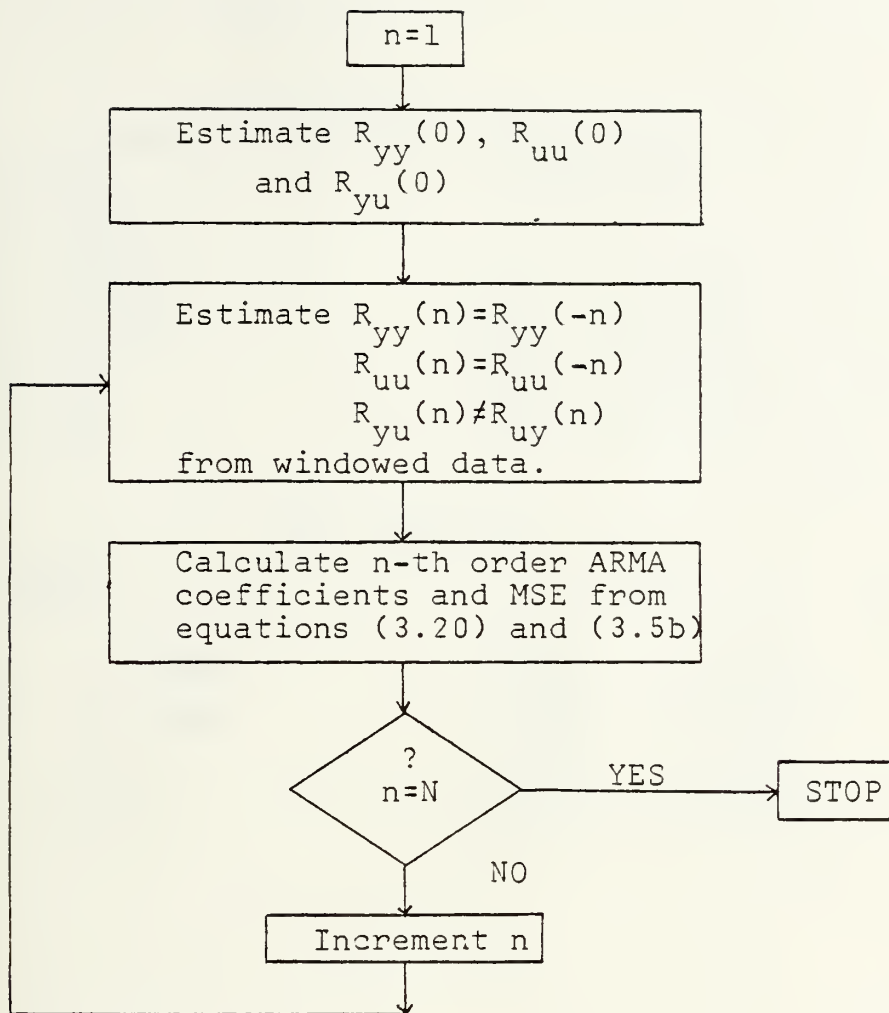 n=1
Estimate R_yy(0), R_uu(0)
and R_yu(0)
Estimate R_yy(n)=R_yy(-n)
R_uu(n)=R_uu(-n)
R_yu(n)≠R_uy(n)
from windowed data.
Calculate n-th order ARMA
coefficients and MSE from
equations (3.20) and (3.5b)
?
n=N
YES
STOP
NO
Increment n